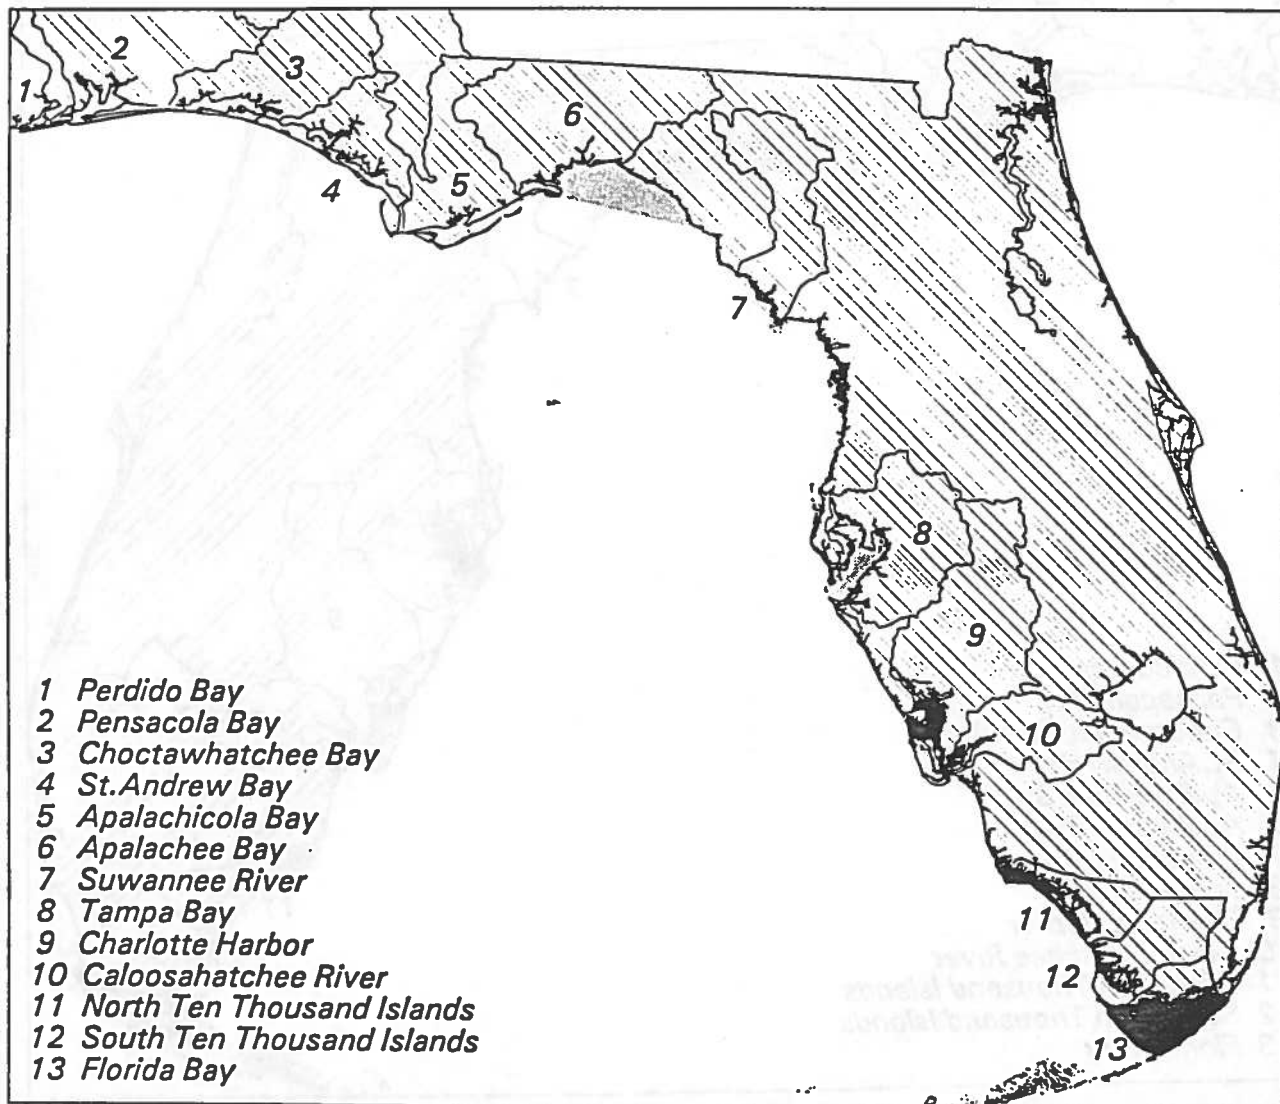 2
1
3
6
4
5
7
8
9
10
11
12
13
1 Perdido Bay
2 Pensacola Bay
3 Choctawhatchee Bay
4 St. Andrew Bay
5 Apalachicola Bay
6 Apalachee Bay
7 Suwannee River
8 Tampa Bay
9 Charlotte Harbor
10 Caloosahatchee River
11 North Ten Thousand Islands
12 South Ten Thousand Islands
13 Florida Bay